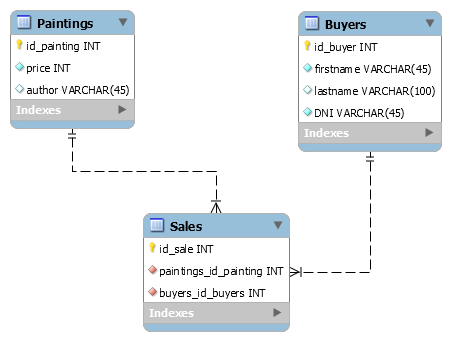 Paintings
id_painting INT
price INT
author VARCHAR(45)
Indexes
Buyers
id_buyer INT
firstname VARCHAR(45)
lastname VARCHAR(100)
DNI VARCHAR(45)
Indexes
Sales
id_sale INT
paintings_id_painting INT
buyers_id_buyers INT
Indexes